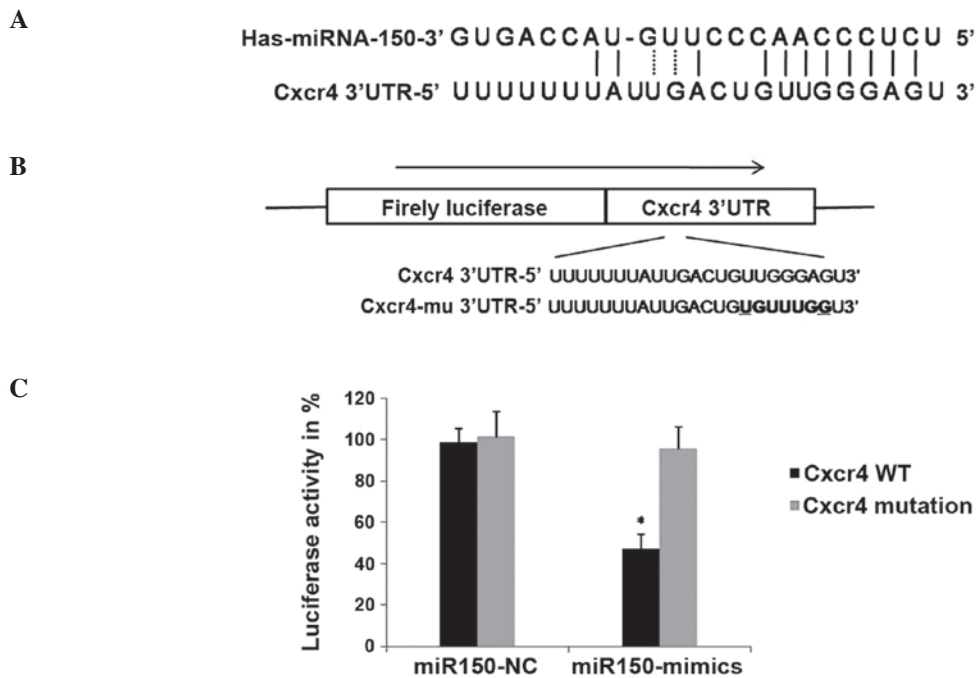 A
Has-miRNA-150-3' GUGACCAU-GUUCCCAACCCUCU 5'
Cxcr4 3'UTR-5' UUUUUUUUAUUGACUGUUGGGAGU 3'
B
Firely luciferase Cxcr4 3'UTR
Cxcr4 3'UTR-5' UUUUUUUAUUGACUGUUGGGAGU3'
Cxcr4-mu 3'UTR-5' UUUUUUUAUUGACUGUGUUUGGU3'
C
Luciferase activity in %
120
100
80
60
40
20
0
*
Cxcr4 WT
Cxcr4 mutation
miR150-NC miR150-mimics